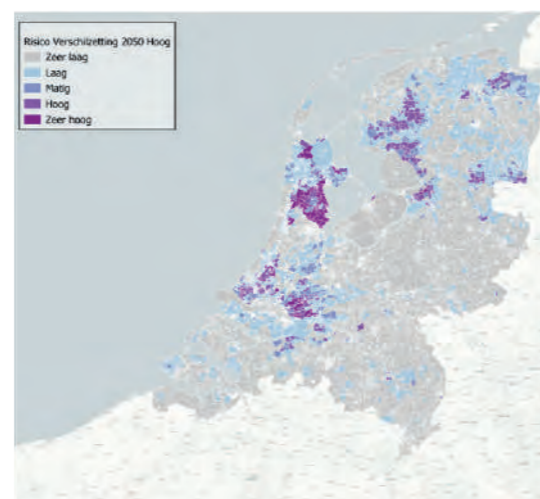 Risico Verschilzetting 2050 Hoog
Zeer laag
Laag
Matig
Hoog
Zeer hoog